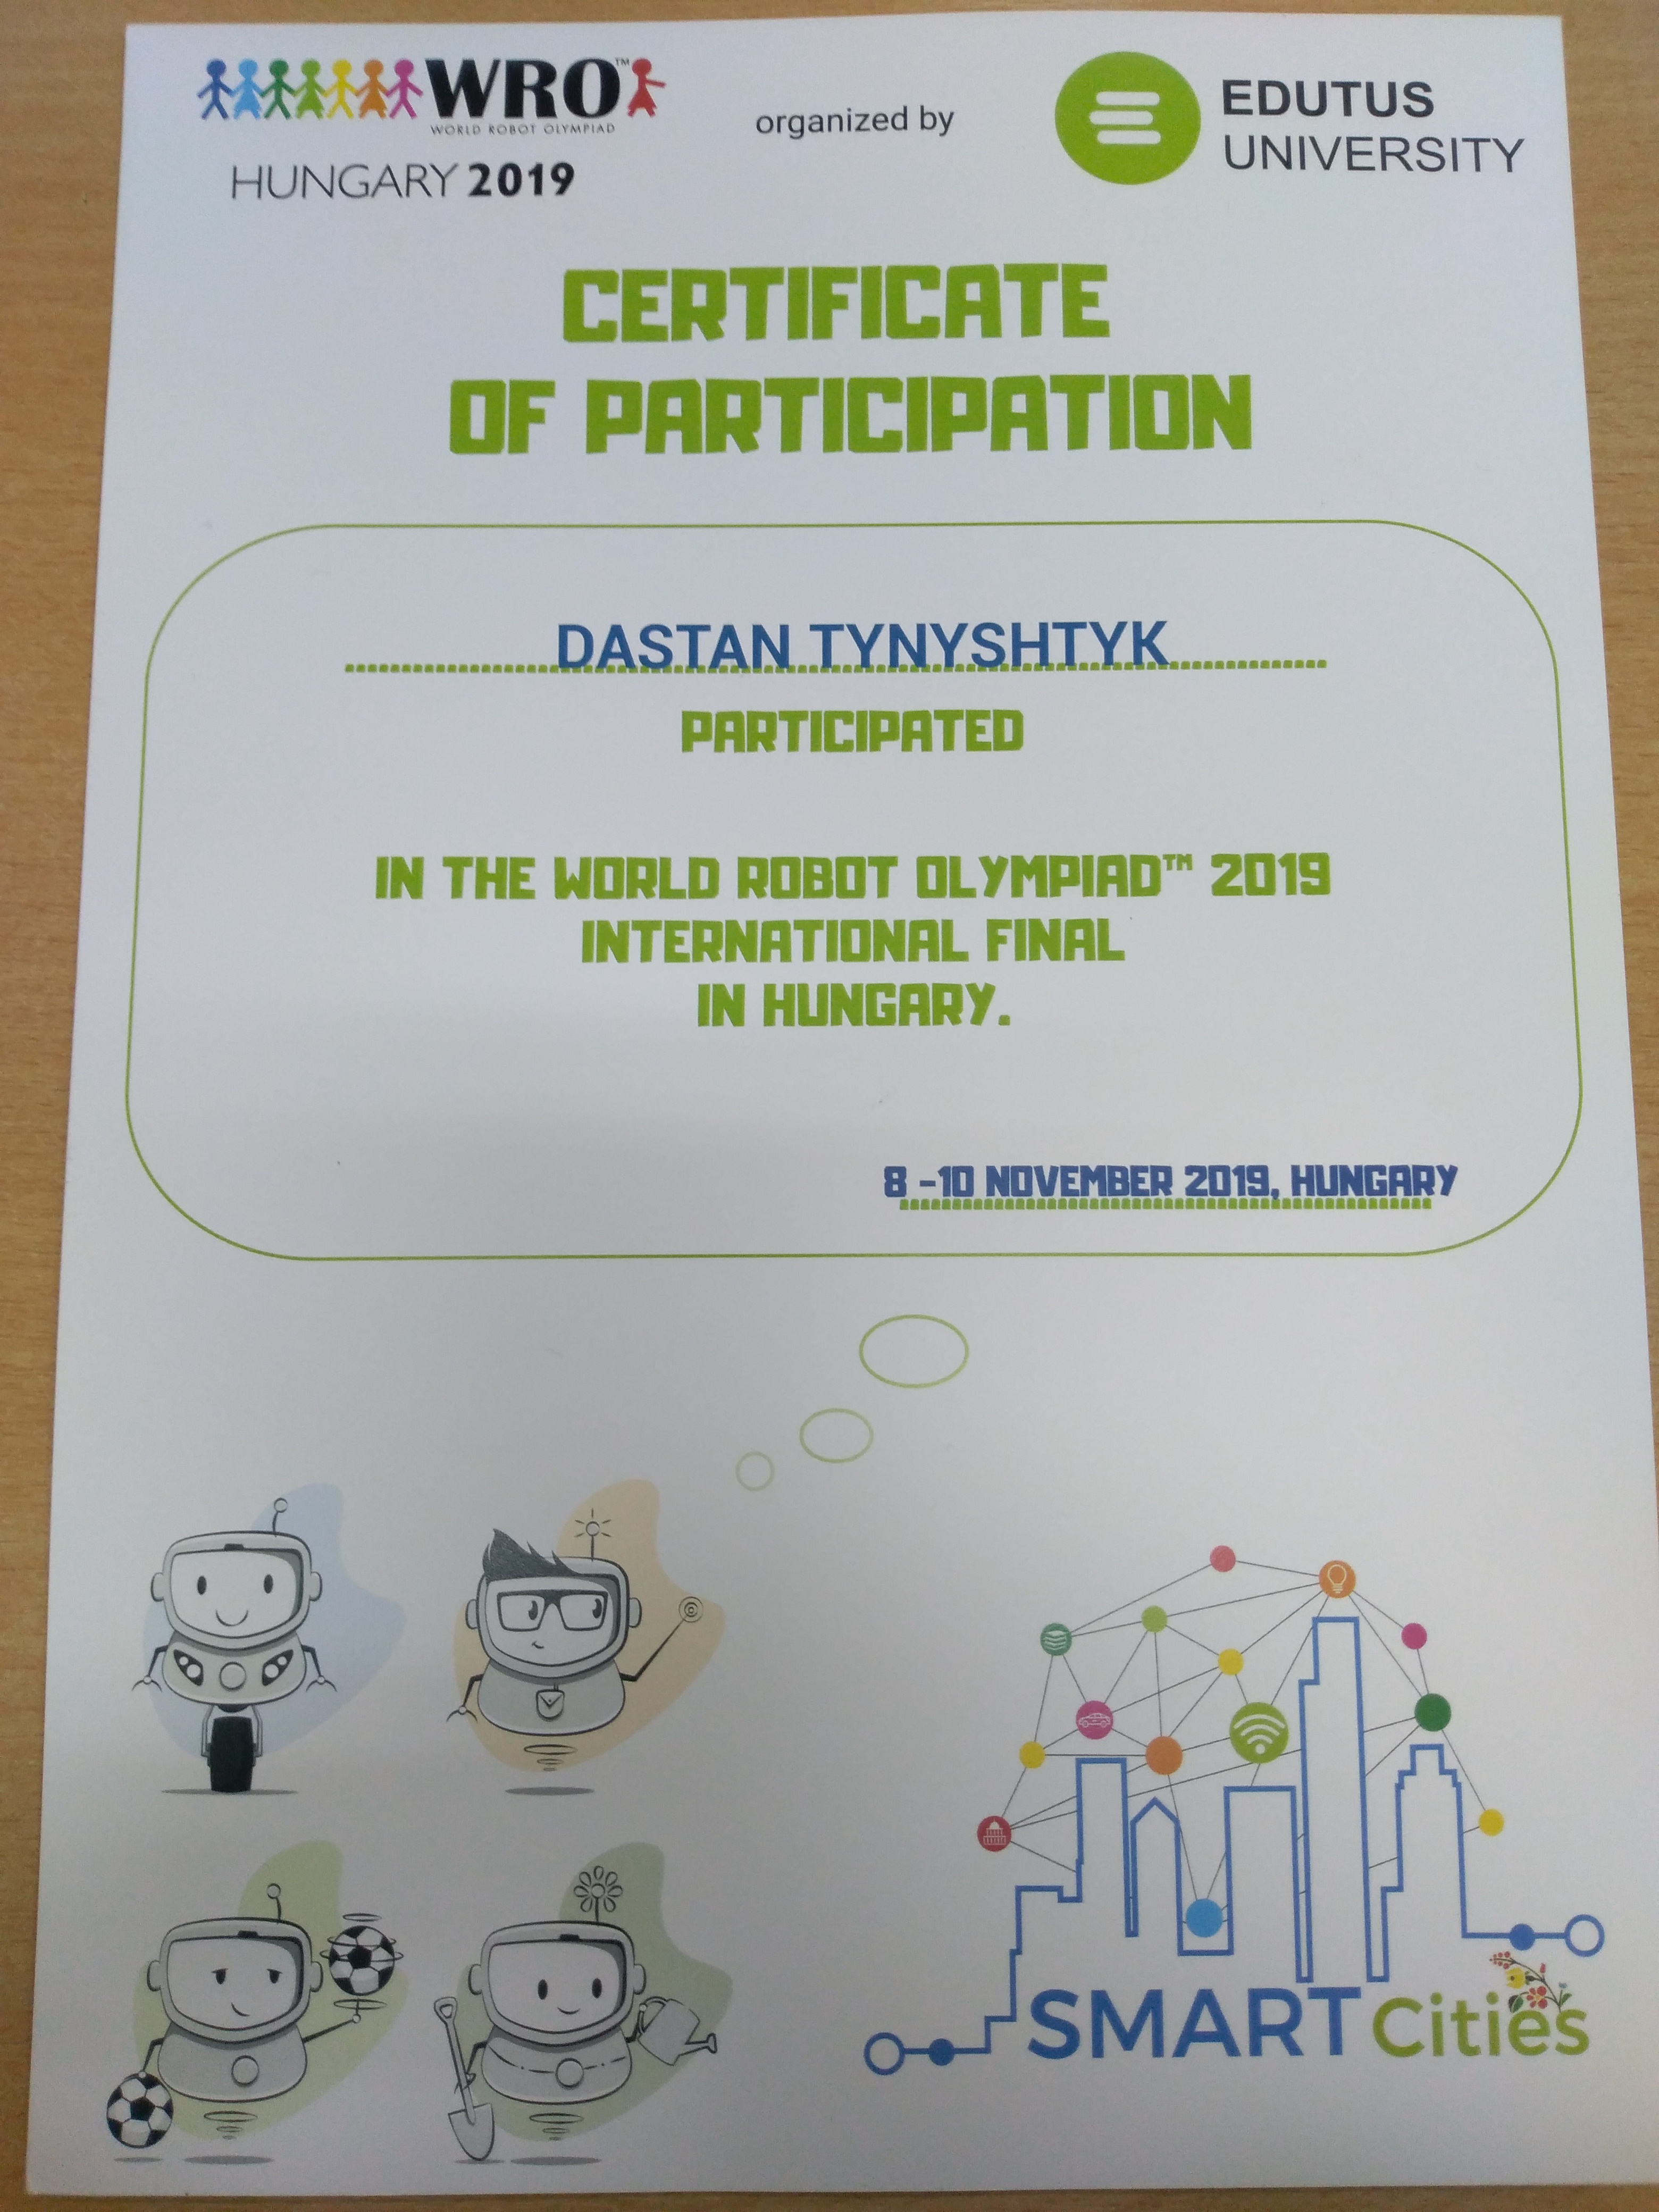 WRO™
WORLD ROBOT OLYMPIAD
HUNGARY 2019
organized by
EDUTUS
UNIVERSITY
CERTIFICATE
OF PARTICIPATION
DASTAN TYNYSHTYK
PARTICIPATED
IN THE WORLD ROBOT OLYMPIAD™ 2019
INTERNATIONAL FINAL
IN HUNGARY.
8 -10 NOVEMBER 2019, HUNGARY
SMART Cities